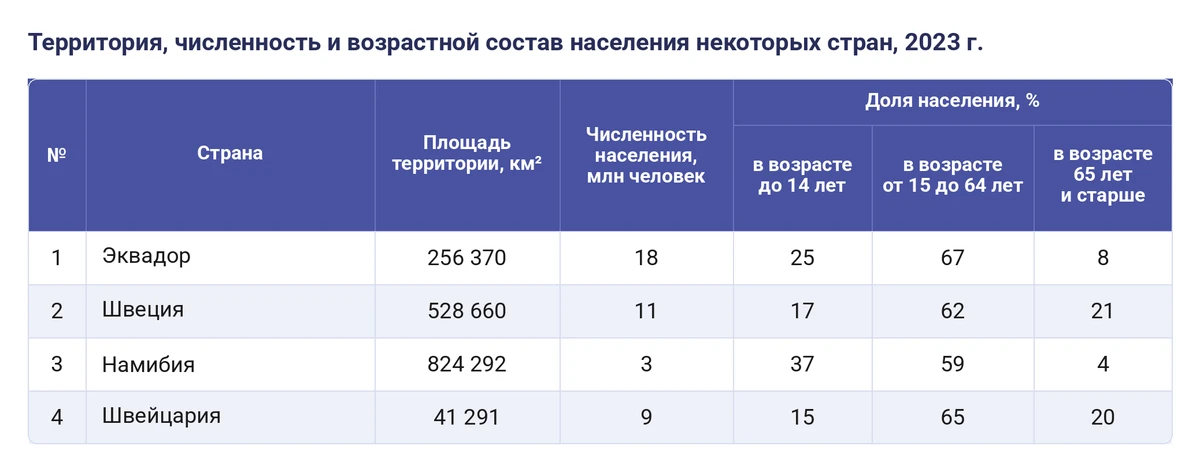 Территория, численность и возрастной состав населения некоторых стран, 2023 г.
№
Страна
Площадь
территории, км²
Численность
населения,
млн человек
Доля населения, %
в возрасте
до 14 лет
в возрасте
от 15 до 64 лет
в возрасте
65 лет
и старше
1 Эквадор 256 370 18 25 67 8
2 Швеция 528 660 11 17 62 21
3 Намибия 824 292 3 37 59 4
4 Швейцария 41 291 9 15 65 20